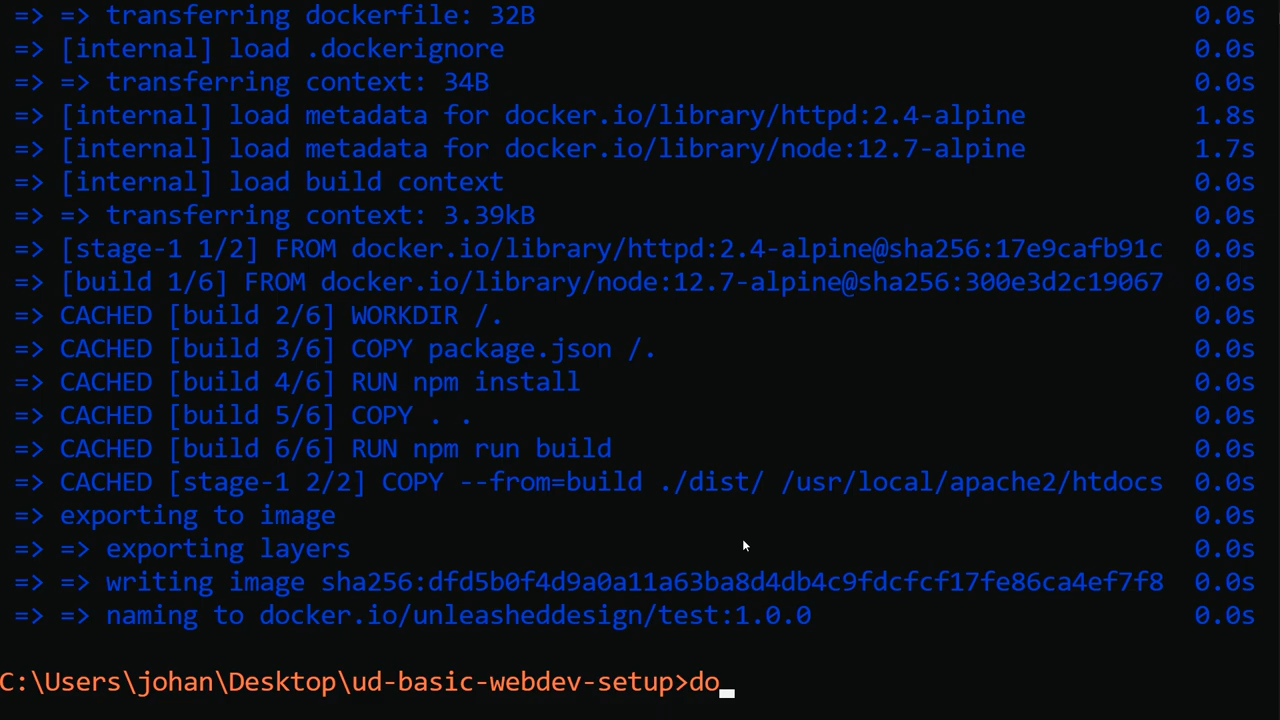 => => transferring dockerfile: 32B 0.0s
=> [internal] load .dockerignore 0.0s
=> => transferring context: 34B 0.0s
=> [internal] load metadata for docker.io/library/httpd:2.4-alpine 1.8s
=> [internal] load metadata for docker.io/library/node:12.7-alpine 1.7s
=> [internal] load build context 0.0s
=> => transferring context: 3.39kB 0.0s
=> [stage-1 1/2] FROM docker.io/library/httpd:2.4-alpine@sha256:17e9cafb91c 0.0s
=> [build 1/6] FROM docker.io/library/node:12.7-alpine@sha256:300e3d2c19067 0.0s
=> CACHED [build 2/6] WORKDIR /. 0.0s
=> CACHED [build 3/6] COPY package.json /. 0.0s
=> CACHED [build 4/6] RUN npm install 0.0s
=> CACHED [build 5/6] COPY . . 0.0s
=> CACHED [build 6/6] RUN npm run build 0.0s
=> CACHED [stage-1 2/2] COPY --from=build ./dist/ /usr/local/apache2/htdocs 0.0s
=> exporting to image 0.0s
=> => exporting layers 0.0s
=> => writing image sha256:dfd5b0f4d9a0a11a63ba8d4db4c9fdcfcf17fe86ca4ef7f8 0.0s
=> => naming to docker.io/unleasheddesign/test:1.0.0 0.0s
C:\Users\johan\Desktop\ud-basic-webdev-setup>do